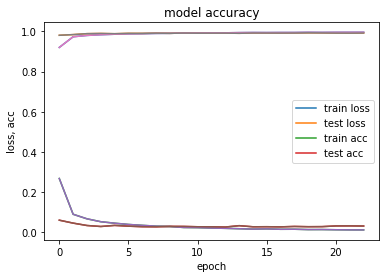 model accuracy
loss, acc
1.0
0.8
0.6
0.4
0.2
0.0
train loss
test loss
train acc
test acc
0 5 10 15 20
epoch